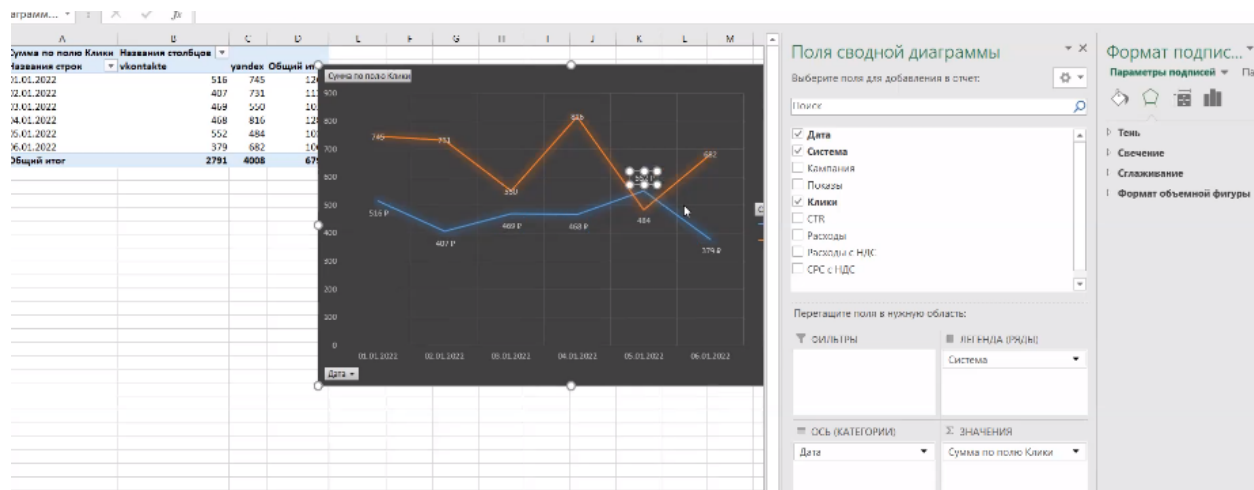 fx
A B C D E F G H I J K L M
Сумма по полю Клики Названия столбцов
Названия строк vkontakte yandex Общий ит
01.01.2022 516 745
02.01.2022 407 731
03.01.2022 469 550
04.01.2022 468 816
05.01.2022 552 484
06.01.2022 379 682
Общий итог 2791 4008 679
Сумма по полю Клики
900
800
700
600
500
400
300
200
100
0
745 731 550 816 484 682
516 ₽ 407 ₽ 469 ₽ 468 ₽ 552 ₽ 379 ₽
01.01.2022 02.01.2022 03.01.2022 04.01.2022 05.01.2022 06.01.2022
Дата
Поля сводной диаграммы
Выберите поля для добавления в отчет:
Поиск
Дата
Система
Кампания
Показы
Клики
CTR
Расходы
Расходы с НДС
CPC с НДС
Перетащите поля в нужную область:
ФИЛЬТРЫ
ЛЕГЕНДА (РЯДЫ)
Система
ОСЬ (КАТЕГОРИИ)
Σ ЗНАЧЕНИЯ
Дата
Сумма по полю Клики
Формат подпис...
Параметры подписей
Тень
Свечение
Сглаживание
Формат объемной фигуры